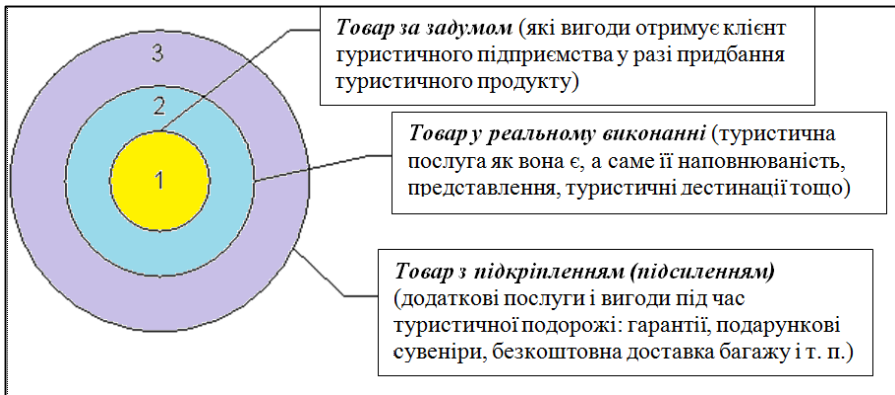 3
2
1
Товар за задумом (які вигоди отримує клієнт
туристичного підприємства у разі придбання
туристичного продукту)
Товар у реальному виконанні (туристична
послуга як вона є, а саме її наповнюваність,
представлення, туристичні дестинації тощо)
Товар з підкріпленням (підсиленням)
(додаткові послуги і вигоди під час
туристичної подорожі: гарантії, подарункові
сувеніри, безкоштовна доставка багажу і т. п.)